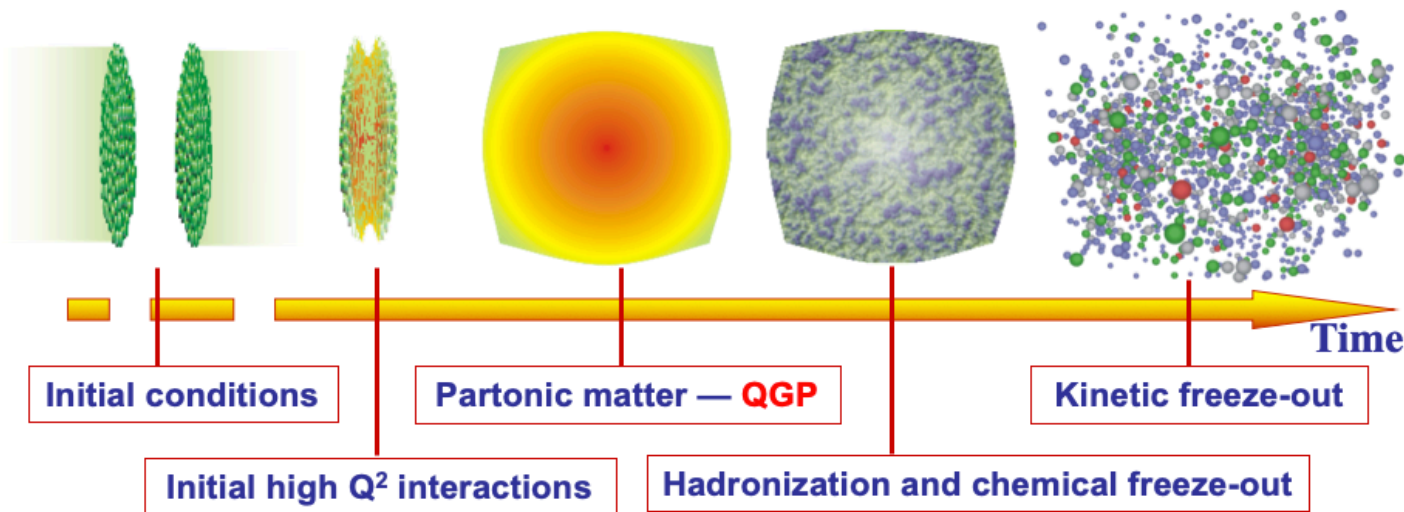 Time
Initial conditions
Partonic matter — QGP
Kinetic freeze-out
Initial high Q² interactions
Hadronization and chemical freeze-out